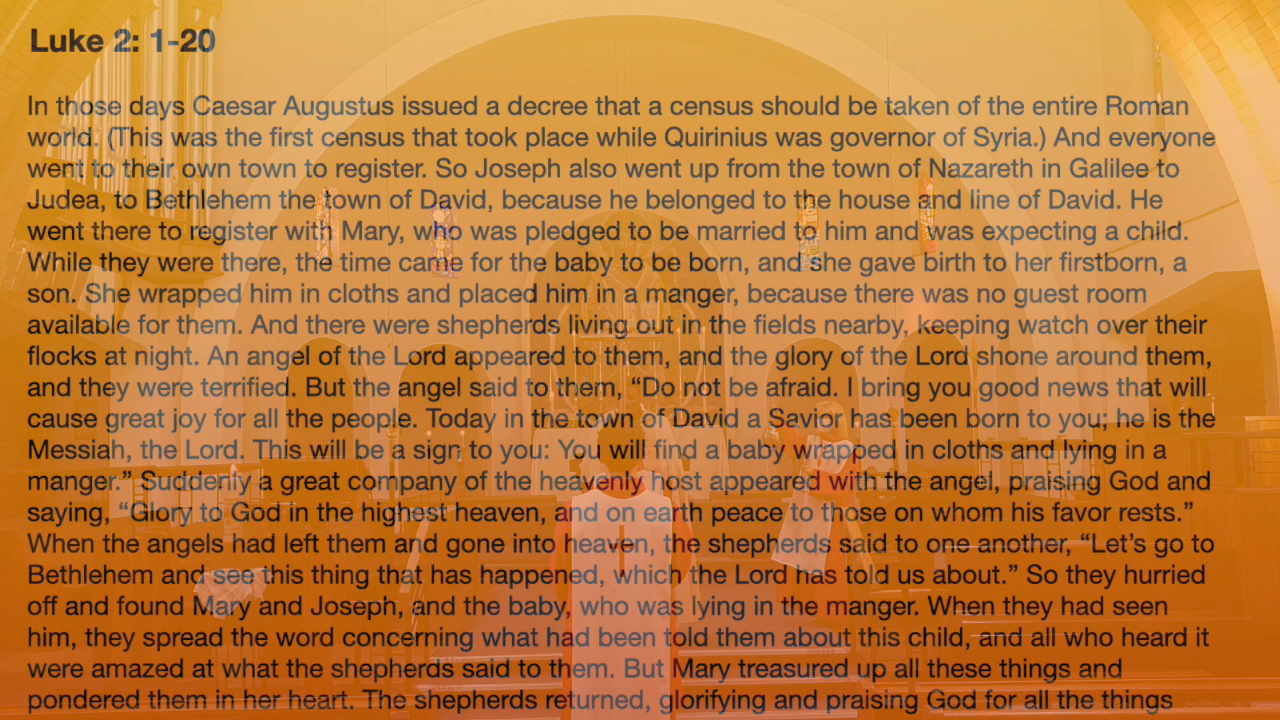 Luke 2: 1-20
In those days Caesar Augustus issued a decree that a census should be taken of the entire Roman
world. (This was the first census that took place while Quirinius was governor of Syria.) And everyone
went to their own town to register. So Joseph also went up from the town of Nazareth in Galilee to
Judea, to Bethlehem the town of David, because he belonged to the house and line of David. He
went there to register with Mary, who was pledged to be married to him and was expecting a child.
While they were there, the time came for the baby to be born, and she gave birth to her firstborn, a
son. She wrapped him in cloths and placed him in a manger, because there was no guest room
available for them. And there were shepherds living out in the fields nearby, keeping watch over their
flocks at night. An angel of the Lord appeared to them, and the glory of the Lord shone around them,
and they were terrified. But the angel said to them, “Do not be afraid. I bring you good news that will
cause great joy for all the people. Today in the town of David a Savior has been born to you; he is the
Messiah, the Lord. This will be a sign to you: You will find a baby wrapped in cloths and lying in a
manger.” Suddenly a great company of the heavenly host appeared with the angel, praising God and
saying, “Glory to God in the highest heaven, and on earth peace to those on whom his favor rests.”
When the angels had left them and gone into heaven, the shepherds said to one another, “Let’s go to
Bethlehem and see this thing that has happened, which the Lord has told us about.” So they hurried
off and found Mary and Joseph, and the baby, who was lying in the manger. When they had seen
him, they spread the word concerning what had been told them about this child, and all who heard it
were amazed at what the shepherds said to them. But Mary treasured up all these things and
pondered them in her heart. The shepherds returned, glorifying and praising God for all the things